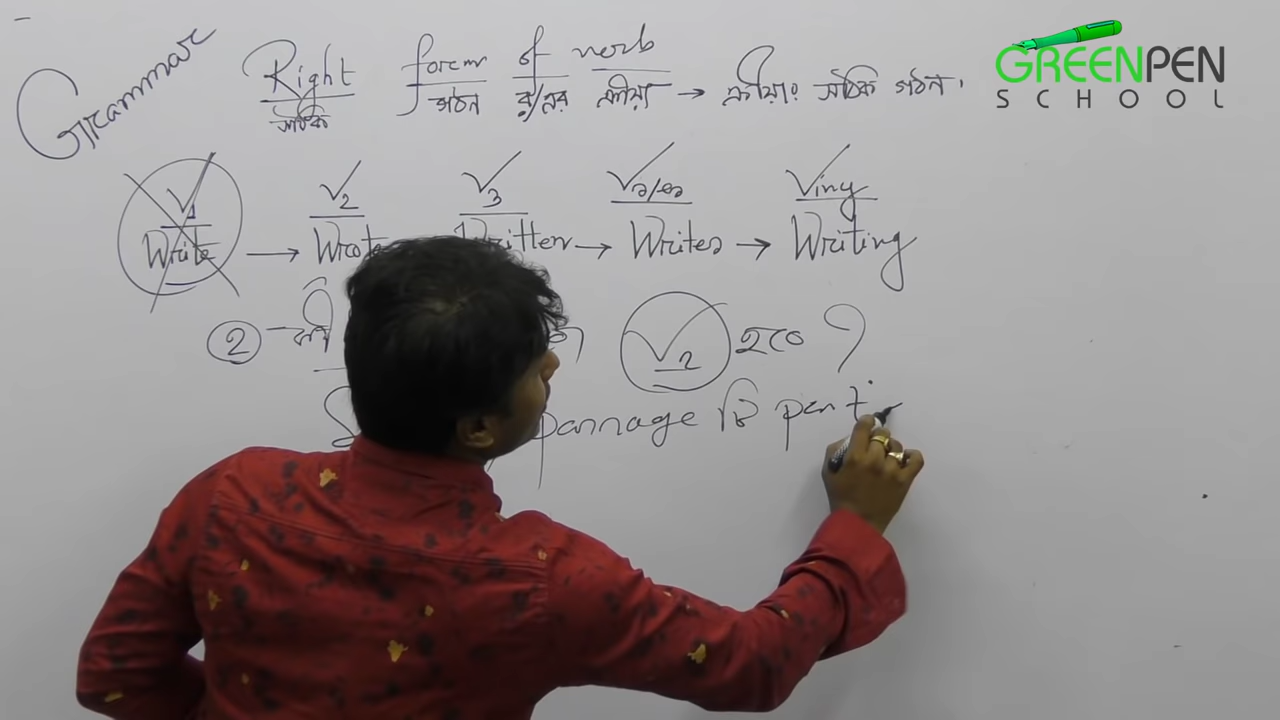 Grammar
Right form of verb
সঠিক গঠন র/এর ক্রীয়া → ক্রীয়ার সঠিক গঠন।
GREENPEN
SCHOOL
V1 V2 V3 Vs/es Ving
Write → Wrote Written → Writes → Writing
② কী V2 হবে ?
passage টি past